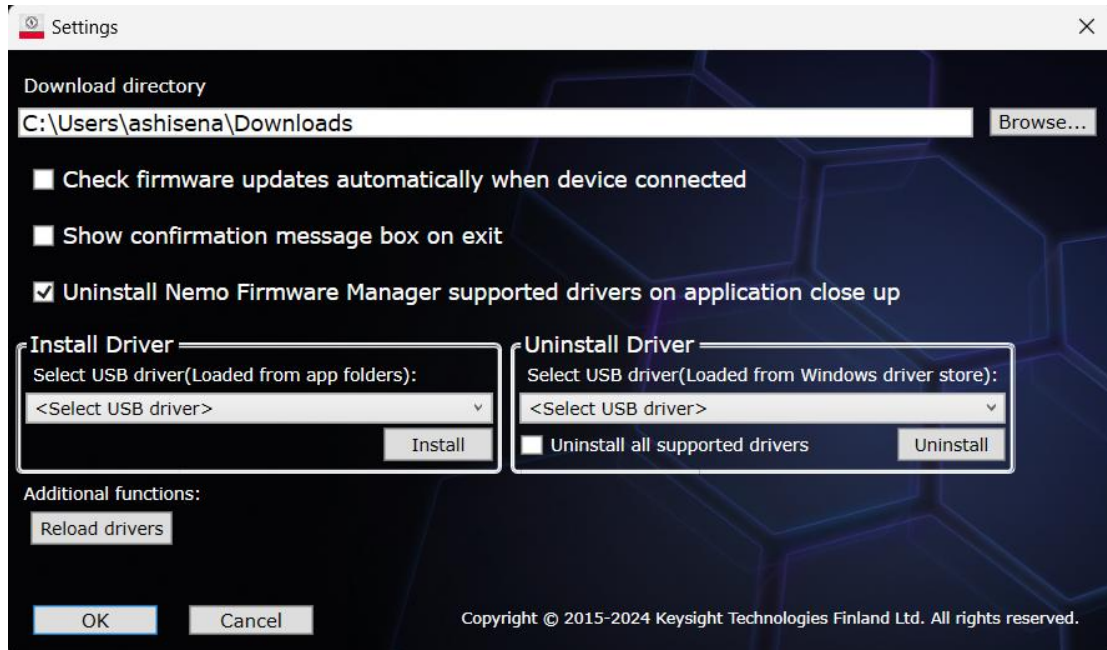 Settings
Download directory
C:\Users\ashisena\Downloads
Browse...
Check firmware updates automatically when device connected
Show confirmation message box on exit
Uninstall Nemo Firmware Manager supported drivers on application close up
Install Driver
Select USB driver(Loaded from app folders):
<Select USB driver>
Install
Uninstall Driver
Select USB driver(Loaded from Windows driver store):
<Select USB driver>
Uninstall all supported drivers
Uninstall
Additional functions:
Reload drivers
OK
Cancel
Copyright © 2015-2024 Keysight Technologies Finland Ltd. All rights reserved.